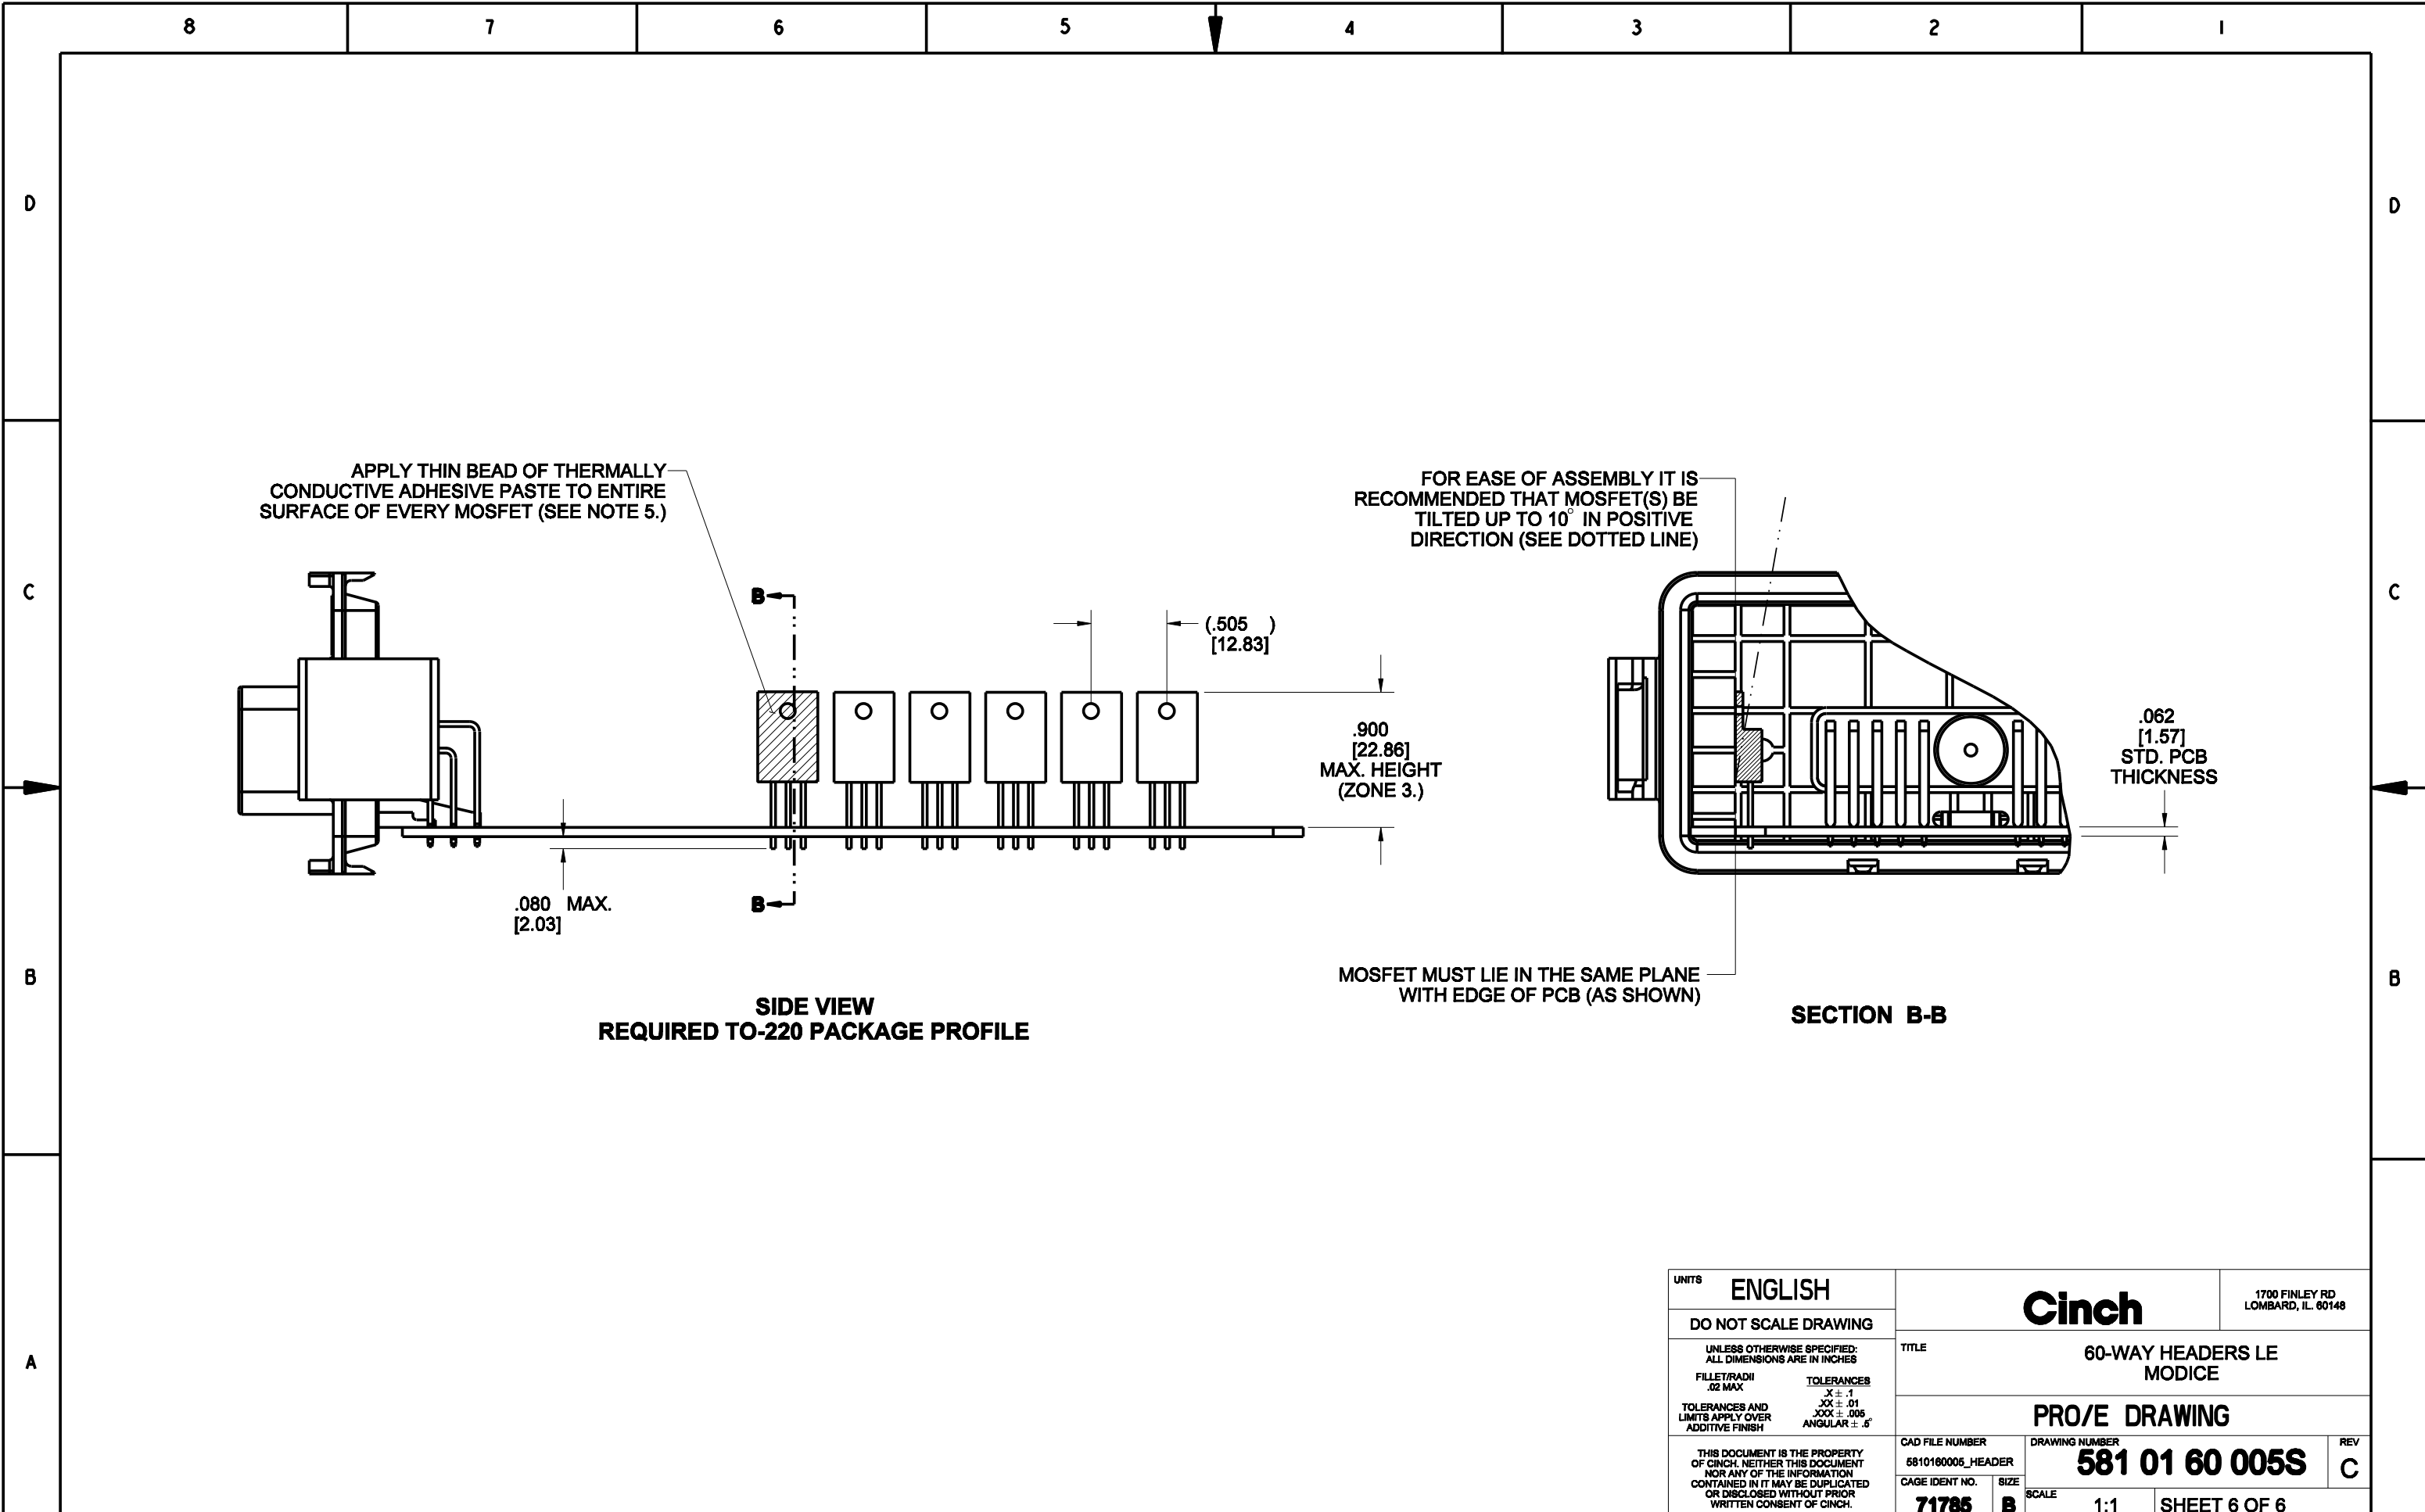 8 7 6 5 4 3 2 1
D
D
APPLY THIN BEAD OF THERMALLY
CONDUCTIVE ADHESIVE PASTE TO ENTIRE
SURFACE OF EVERY MOSFET (SEE NOTE 5.)
FOR EASE OF ASSEMBLY IT IS
RECOMMENDED THAT MOSFET(S) BE
TILTED UP TO 10° IN POSITIVE
DIRECTION (SEE DOTTED LINE)
C
C
B
(.505 )
[12.83]
.900
[22.86]
MAX. HEIGHT
(ZONE 3.)
.062
[1.57]
STD. PCB
THICKNESS
.080 MAX.
[2.03]
B
MOSFET MUST LIE IN THE SAME PLANE
WITH EDGE OF PCB (AS SHOWN)
B
B
SIDE VIEW
REQUIRED TO-220 PACKAGE PROFILE
SECTION B-B
A
UNITS
ENGLISH
DO NOT SCALE DRAWING
UNLESS OTHERWISE SPECIFIED:
ALL DIMENSIONS ARE IN INCHES
FILLET/RADII
.02 MAX
TOLERANCES
.X ± .1
.XX ± .01
.XXX ± .005
ANGULAR ± .5°
TOLERANCES AND
LIMITS APPLY OVER
ADDITIVE FINISH
THIS DOCUMENT IS THE PROPERTY
OF CINCH. NEITHER THIS DOCUMENT
NOR ANY OF THE INFORMATION
CONTAINED IN IT MAY BE DUPLICATED
OR DISCLOSED WITHOUT PRIOR
WRITTEN CONSENT OF CINCH.
Cinch
1700 FINLEY RD
LOMBARD, IL. 60148
TITLE
60-WAY HEADERS LE
MODICE
PRO/E DRAWING
CAD FILE NUMBER
5810160005_HEADER
DRAWING NUMBER
581 01 60 005S
REV
C
CAGE IDENT NO.
71785
SIZE
B
SCALE
1:1
SHEET 6 OF 6